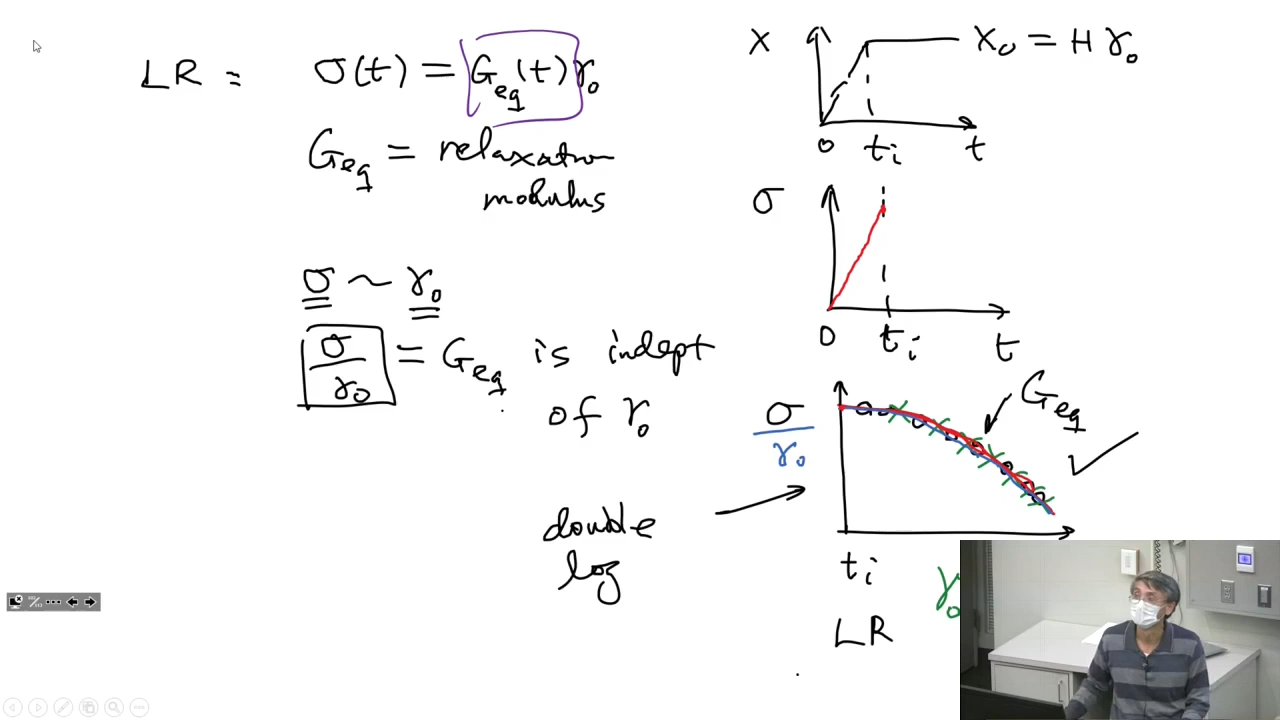 LR = σ(t) = G_eq(t)γ₀
G_eq = relaxation
modulus
σ ~ γ₀
σ/γ₀ = G_eq is indept
of γ₀
double
log
X
X₀ = Hγ₀
0 tᵢ t
σ
0 tᵢ t
σ/γ₀
G_eq
tᵢ
γ₀
LR